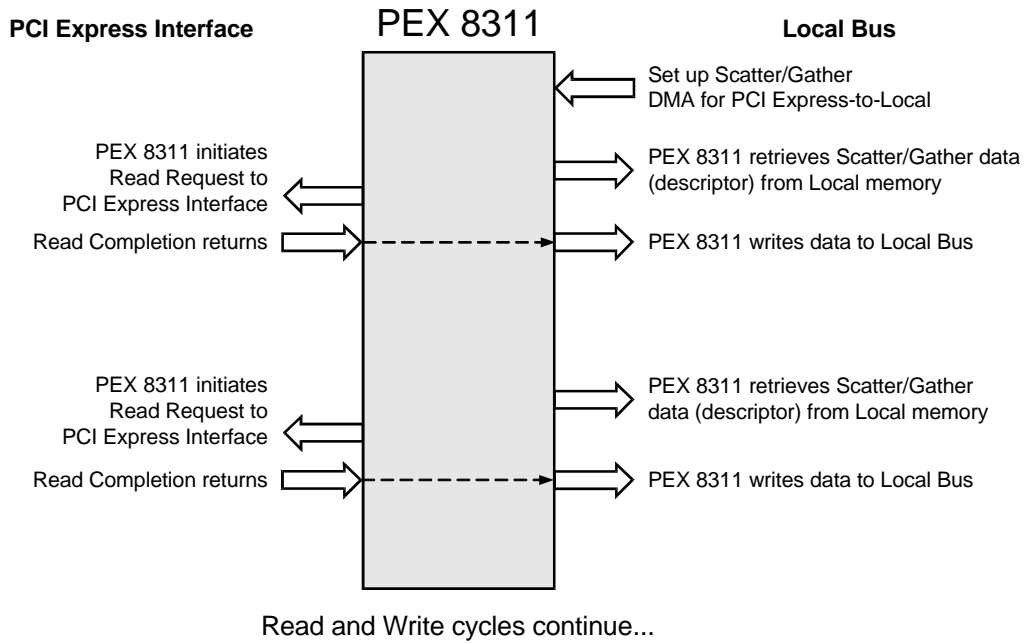 PCI Express Interface
PEX 8311
Local Bus
Set up Scatter/Gather
DMA for PCI Express-to-Local
PEX 8311 initiates
Read Request to
PCI Express Interface
PEX 8311 retrieves Scatter/Gather data
(descriptor) from Local memory
Read Completion returns
PEX 8311 writes data to Local Bus
PEX 8311 initiates
Read Request to
PCI Express Interface
PEX 8311 retrieves Scatter/Gather
data (descriptor) from Local memory
Read Completion returns
PEX 8311 writes data to Local Bus
Read and Write cycles continue...